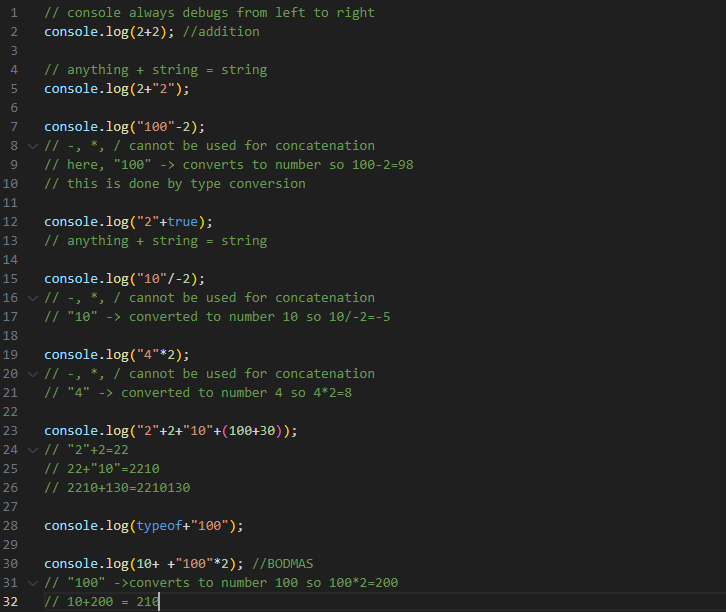 1 // console always debugs from left to right
2 console.log(2+2); //addition
3
4 // anything + string = string
5 console.log(2+"2");
6
7 console.log("100"-2);
8 // -, *, / cannot be used for concatenation
9 // here, "100" -> converts to number so 100-2=98
10 // this is done by type conversion
11
12 console.log("2"+true);
13 // anything + string = string
14
15 console.log("10"/-2);
16 // -, *, / cannot be used for concatenation
17 // "10" -> converted to number 10 so 10/-2=-5
18
19 console.log("4"*2);
20 // -, *, / cannot be used for concatenation
21 // "4" -> converted to number 4 so 4*2=8
22
23 console.log("2"+2+"10"+(100+30));
24 // "2"+2=22
25 // 22+"10"=2210
26 // 2210+130=2210130
27
28 console.log(typeof+"100");
29
30 console.log(10+ +"100"*2); //BODMAS
31 // "100" ->converts to number 100 so 100*2=200
32 // 10+200 = 210